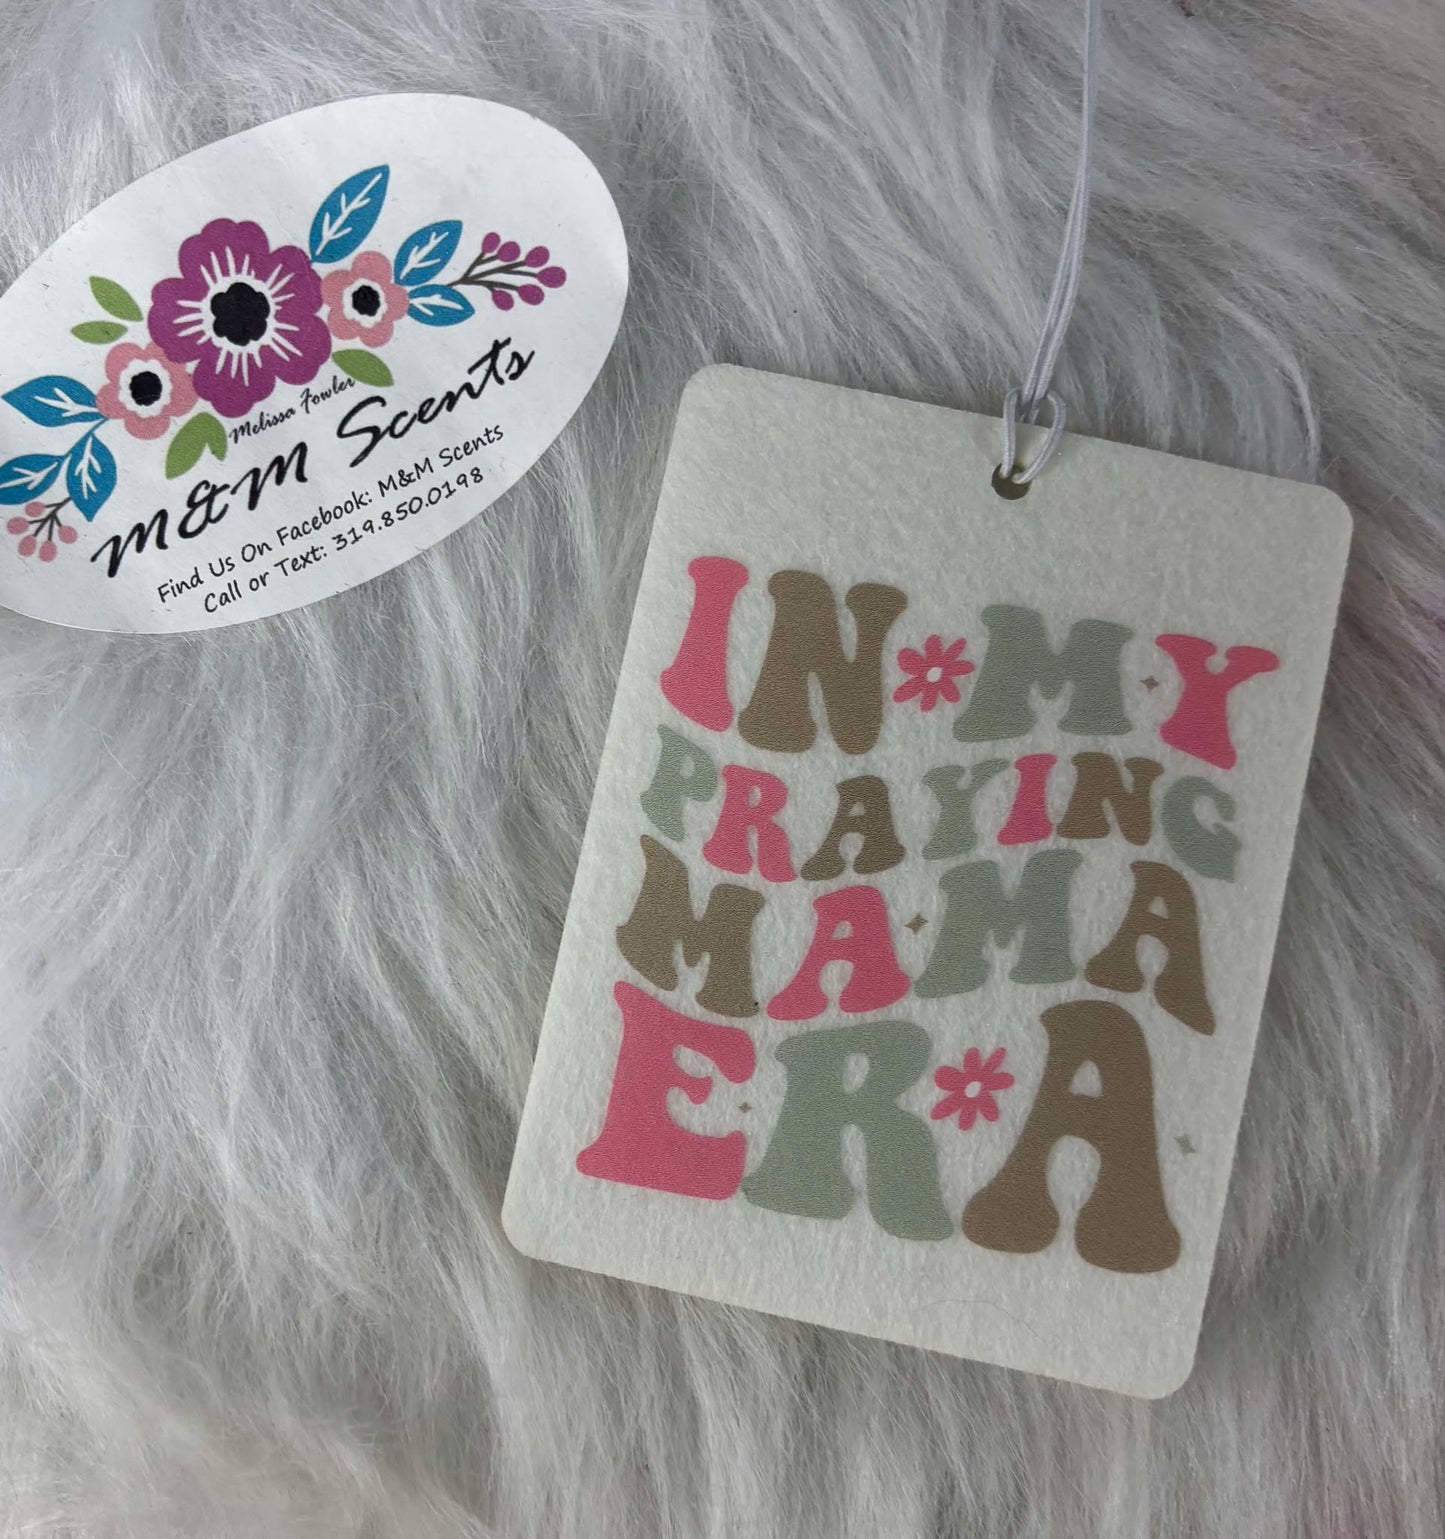 Melissa Fowler
M&M Scents
Find Us On Facebook: M&M Scents
Call or Text: 319.850.0198
IN MY
PRAYING
MAMA
ERA